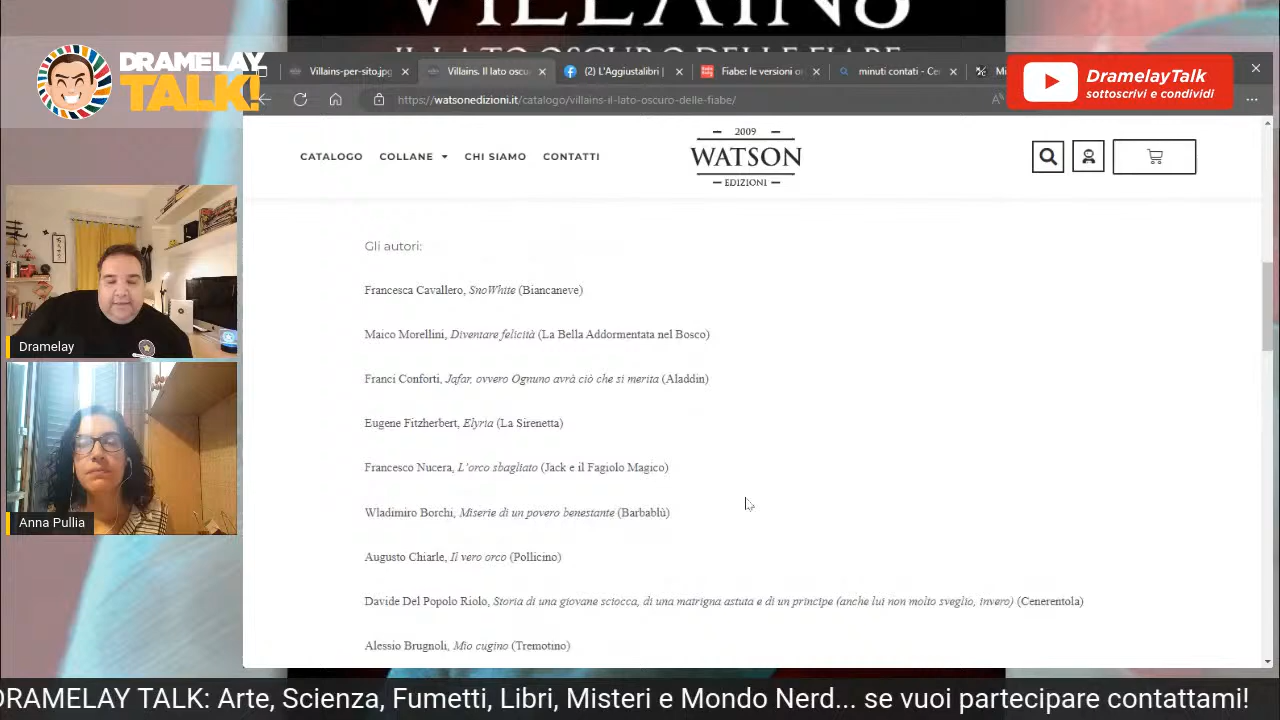 VILLAINS
IL LATO OSCURO DELLE FIABE
DRAMELAY
TALK!
Villains-per-sito.jpg
Villains. Il lato oscu
(2) L'Aggiustalibri |
Fiabe: le versioni o
minuti contati - Ce
Mi
DramelayTalk
sottoscrivi e condividi
https://watsonedizioni.it/catalogo/villains-il-lato-oscuro-delle-fiabe/
CATALOGO COLLANE CHI SIAMO CONTATTI
2009
WATSON
EDIZIONI
Gli autori:
Francesca Cavallero, SnoWhite (Biancaneve)
Maico Morellini, Diventare felicità (La Bella Addormentata nel Bosco)
Franci Conforti, Jafar, ovvero Ognuno avrà ciò che si merita (Aladdin)
Eugene Fitzherbert, Elyria (La Sirenetta)
Francesco Nucera, L'orco sbagliato (Jack e il Fagiolo Magico)
Wladimiro Borchi, Miserie di un povero benestante (Barbablù)
Augusto Chiarle, Il vero orco (Pollicino)
Davide Del Popolo Riolo, Storia di una giovane sciocca, di una matrigna astuta e di un principe (anche lui non molto sveglio, invero) (Cenerentola)
Alessio Brugnoli, Mio cugino (Tremotino)
Dramelay
Anna Pullia
DRAMELAY TALK: Arte, Scienza, Fumetti, Libri, Misteri e Mondo Nerd... se vuoi partecipare contattami!